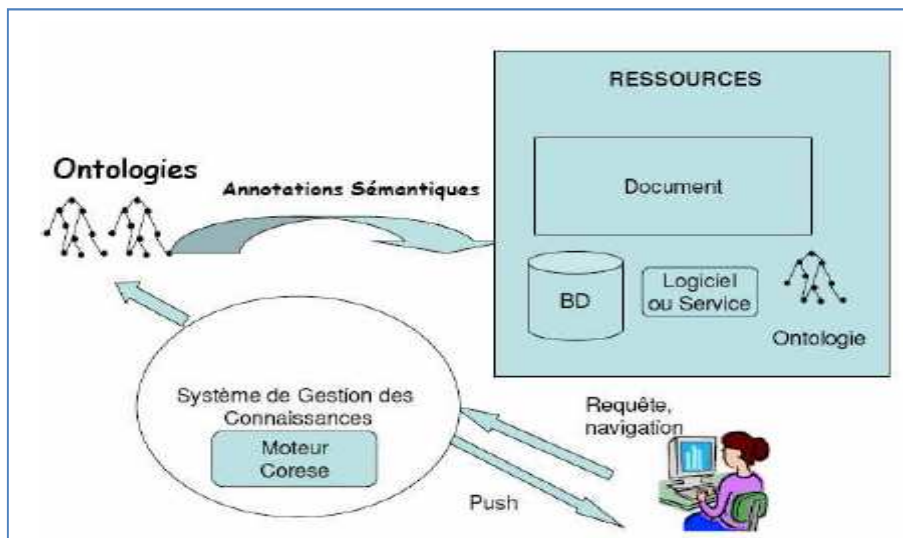 RESSOURCES
Ontologies
Annotations Sémantiques
Document
BD
Logiciel
ou Service
Ontologie
Système de Gestion des
Connaissances
Moteur
Corese
Requête,
navigation
Push